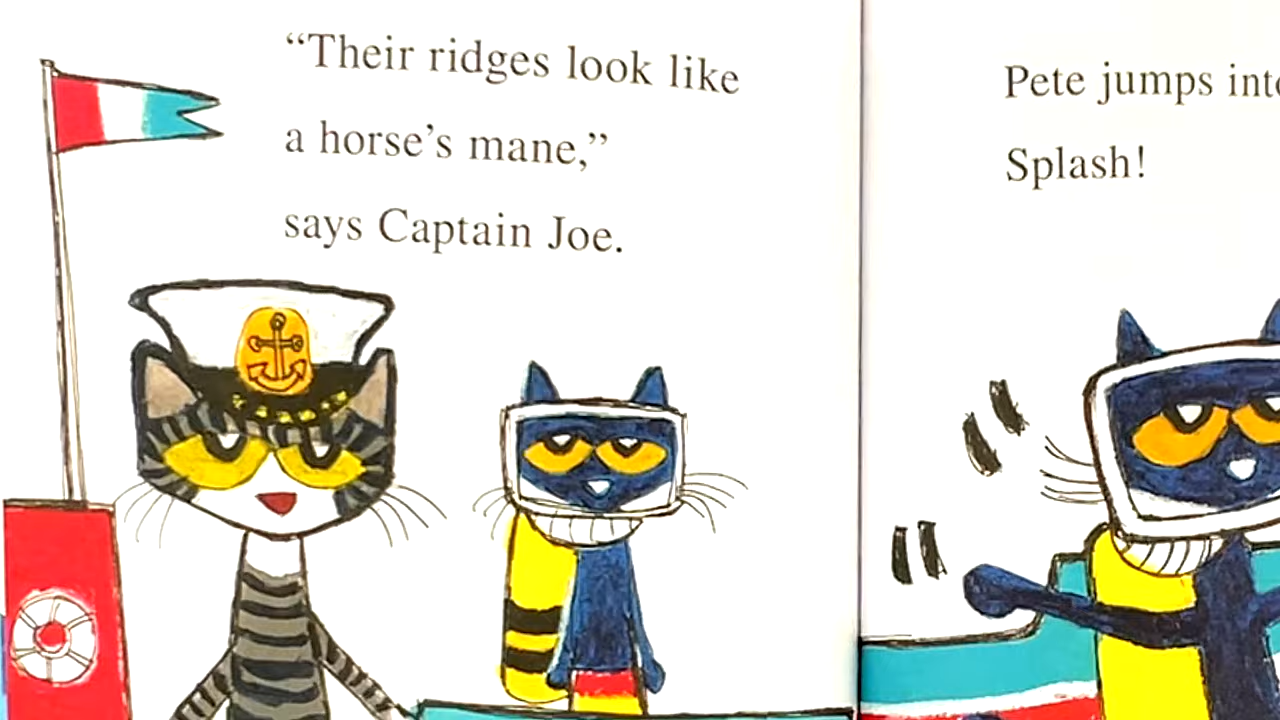 “Their ridges look like
a horse’s mane,”
says Captain Joe.
Pete jumps
Splash!